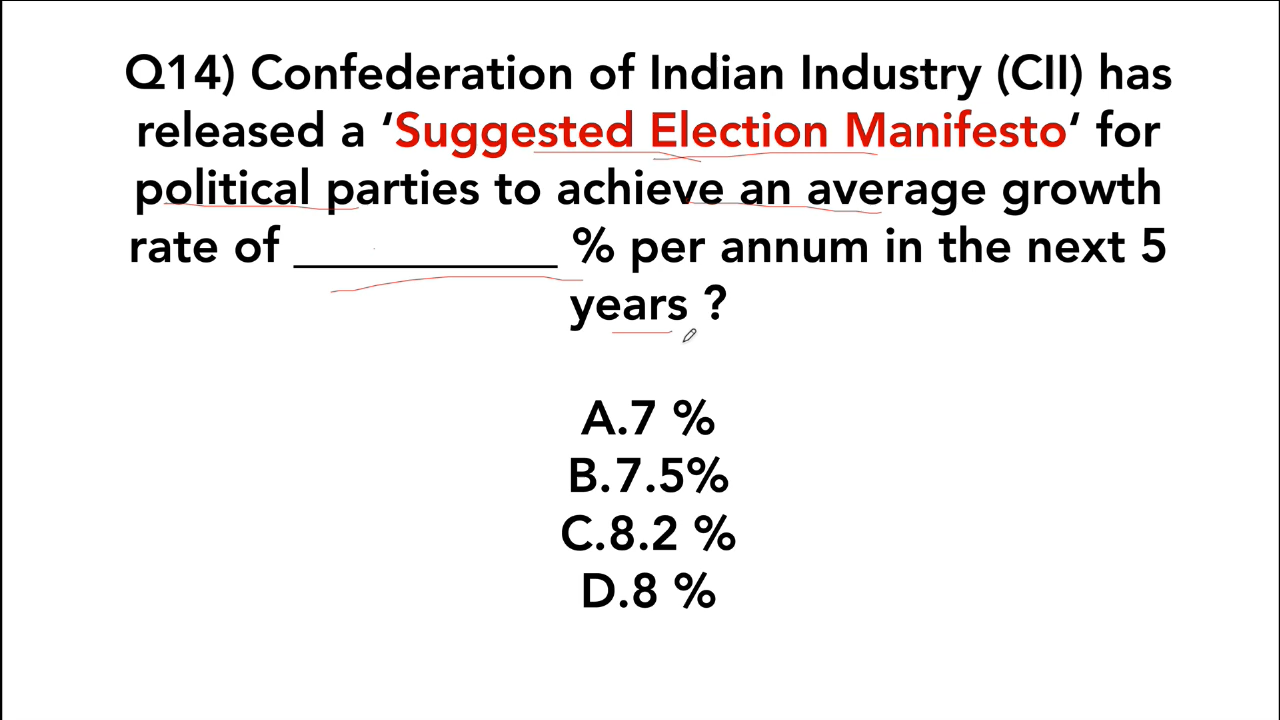 Q14) Confederation of Indian Industry (CII) has
released a ‘Suggested Election Manifesto‘ for
political parties to achieve an average growth
rate of __________ % per annum in the next 5
years ?
A.7 %
B.7.5%
C.8.2 %
D.8 %